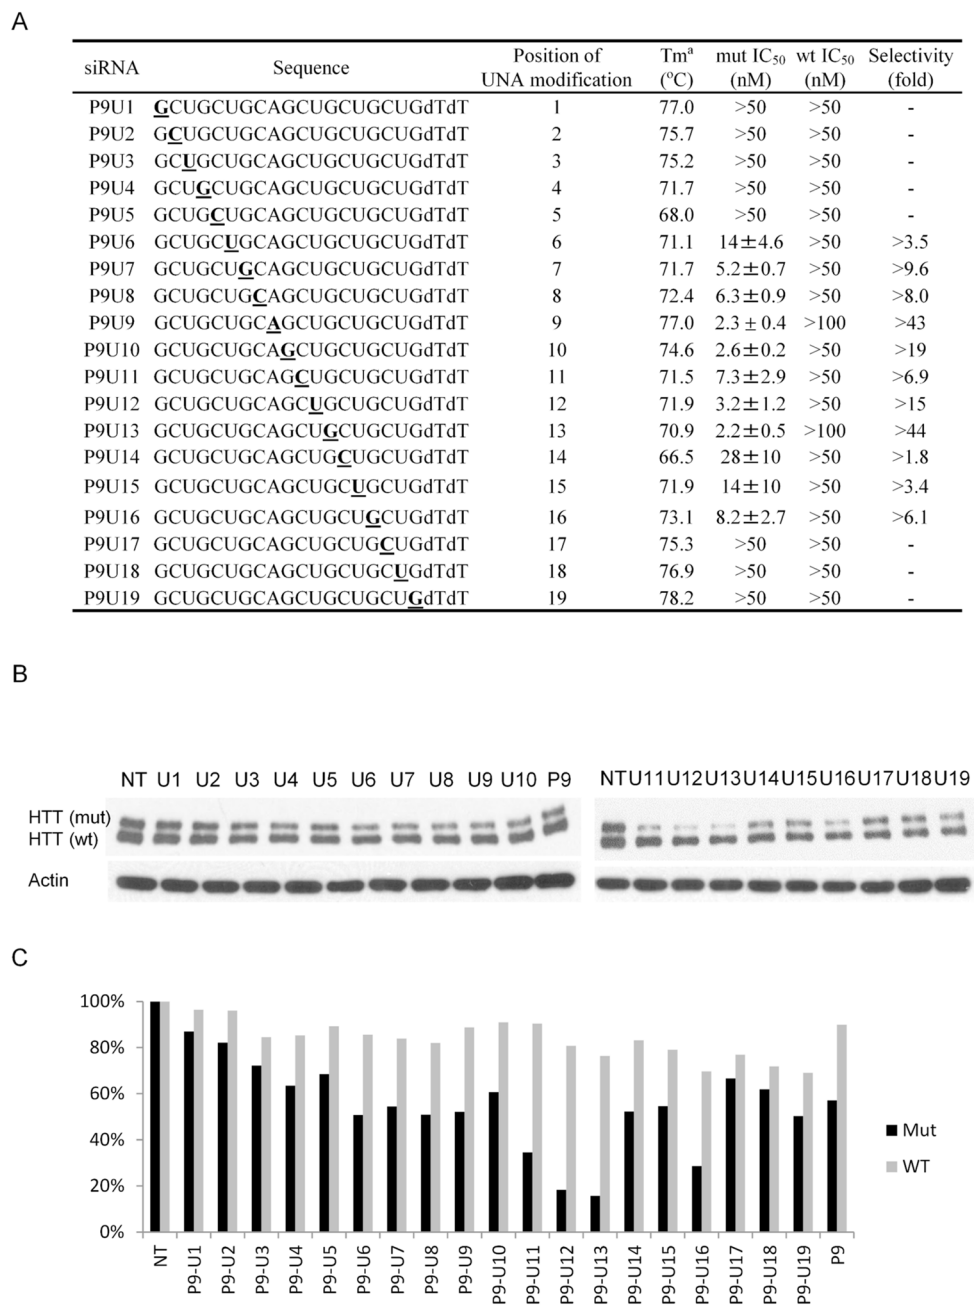 A
siRNA Sequence Position of UNA modification Tmª (ºC) mut IC50 (nM) wt IC50 (nM) Selectivity (fold)
P9U1 GCUGCUGCAGCUGCUGCUGdTdT 1 77.0 >50 >50 -
P9U2 GCUGCUGCAGCUGCUGCUGdTdT 2 75.7 >50 >50 -
P9U3 GCUGCUGCAGCUGCUGCUGdTdT 3 75.2 >50 >50 -
P9U4 GCUGCUGCAGCUGCUGCUGdTdT 4 71.7 >50 >50 -
P9U5 GCUGCUGCAGCUGCUGCUGdTdT 5 68.0 >50 >50 -
P9U6 GCUGCUGCAGCUGCUGCUGdTdT 6 71.1 14±4.6 >50 >3.5
P9U7 GCUGCUGCAGCUGCUGCUGdTdT 7 71.7 5.2±0.7 >50 >9.6
P9U8 GCUGCUGCAGCUGCUGCUGdTdT 8 72.4 6.3±0.9 >50 >8.0
P9U9 GCUGCUGCAGCUGCUGCUGdTdT 9 77.0 2.3 ± 0.4 >100 >43
P9U10 GCUGCUGCAGCUGCUGCUGdTdT 10 74.6 2.6±0.2 >50 >19
P9U11 GCUGCUGCAGCUGCUGCUGdTdT 11 71.5 7.3±2.9 >50 >6.9
P9U12 GCUGCUGCAGCUGCUGCUGdTdT 12 71.9 3.2±1.2 >50 >15
P9U13 GCUGCUGCAGCUGCUGCUGdTdT 13 70.9 2.2±0.5 >100 >44
P9U14 GCUGCUGCAGCUGCUGCUGdTdT 14 66.5 28±10 >50 >1.8
P9U15 GCUGCUGCAGCUGCUGCUGdTdT 15 71.9 14±10 >50 >3.4
P9U16 GCUGCUGCAGCUGCUGCUGdTdT 16 73.1 8.2±2.7 >50 >6.1
P9U17 GCUGCUGCAGCUGCUGCUGdTdT 17 75.3 >50 >50 -
P9U18 GCUGCUGCAGCUGCUGCUGdTdT 18 76.9 >50 >50 -
P9U19 GCUGCUGCAGCUGCUGCUGdTdT 19 78.2 >50 >50 -
B
NT U1 U2 U3 U4 U5 U6 U7 U8 U9 U10 P9 NT U11 U12 U13 U14 U15 U16 U17 U18 U19
HTT (mut)
HTT (wt)
Actin
C
100%
80%
60%
40%
20%
0%
Mut
WT
NT P9-U1 P9-U2 P9-U3 P9-U4 P9-U5 P9-U6 P9-U7 P9-U8 P9-U9 P9-U10 P9-U11 P9-U12 P9-U13 P9-U14 P9-U15 P9-U16 P9-U17 P9-U18 P9-U19 P9